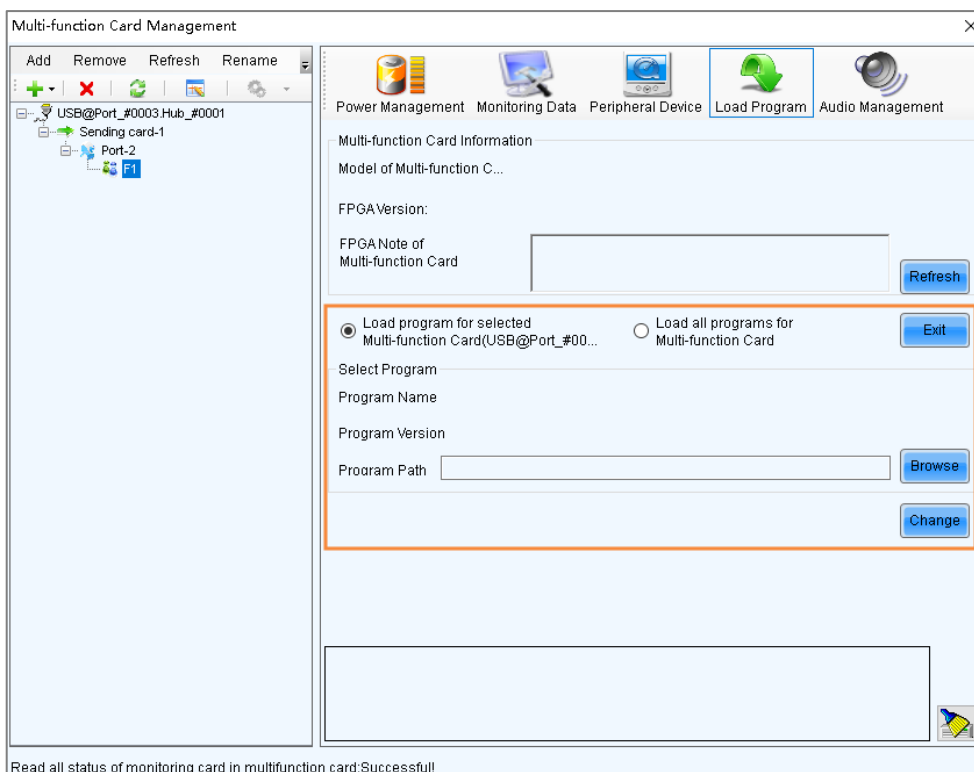 Multi-function Card Management
Add Remove Refresh Rename
USB@Port_#0003.Hub_#0001
Sending card-1
Port-2
F1
Power Management Monitoring Data Peripheral Device Load Program Audio Management
Multi-function Card Information
Model of Multi-function C...
FPGA Version:
FPGA Note of
Multi-function Card
Refresh
Load program for selected
Multi-function Card(USB@Port_#00...
Load all programs for
Multi-function Card
Exit
Select Program
Program Name
Program Version
Program Path
Browse
Change
Read all status of monitoring card in multifunction card:Successful!